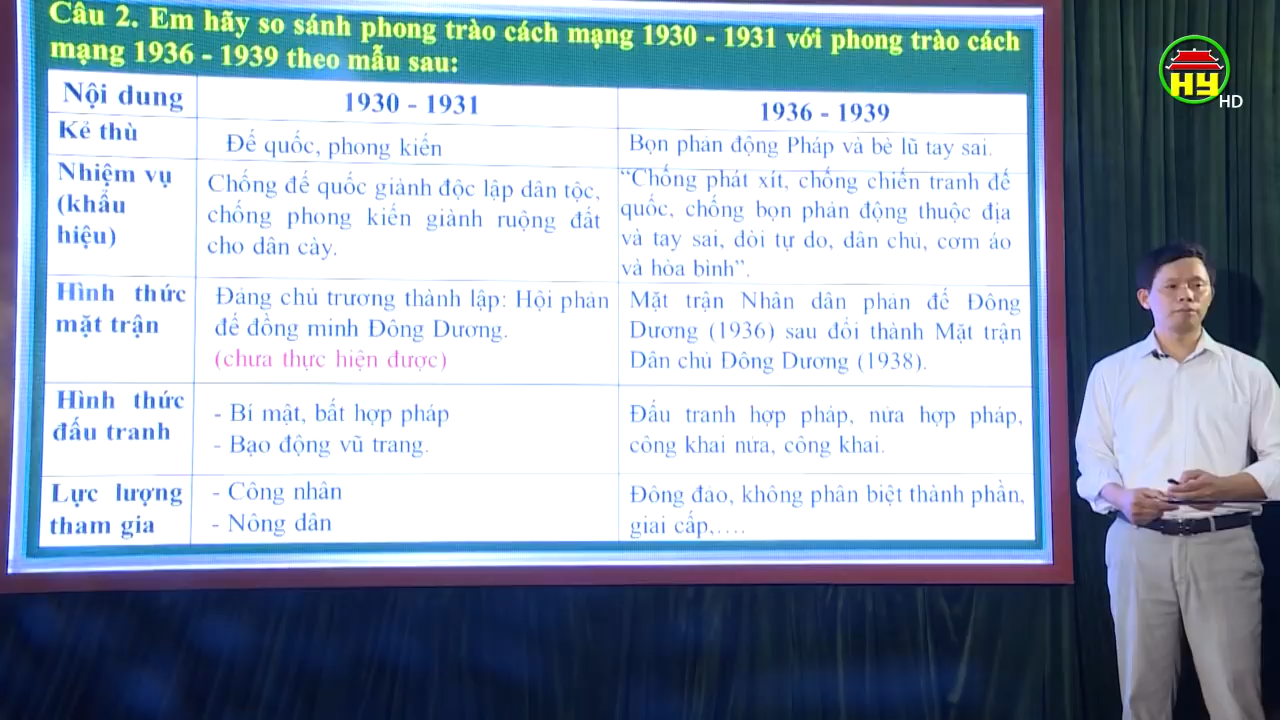 Câu 2. Em hãy so sánh phong trào cách mạng 1930 - 1931 với phong trào cách
mạng 1936 - 1939 theo mẫu sau:
Nội dung
1930 - 1931
1936 - 1939
Kẻ thù
Đế quốc, phong kiến
Bọn phản động Pháp và bè lũ tay sai.
Nhiệm vụ
(khẩu
hiệu)
Chống đế quốc giành độc lập dân tộc,
chống phong kiến giành ruộng đất
cho dân cày.
“Chống phát xít, chống chiến tranh đế
quốc, chống bọn phản động thuộc địa
và tay sai, đòi tự do, dân chủ, cơm áo
và hòa bình”.
Hình thức
mặt trận
Đảng chủ trương thành lập: Hội phản
đế đồng minh Đông Dương.
(chưa thực hiện được)
Mặt trận Nhân dân phản đế Đông
Dương (1936) sau đổi thành Mặt trận
Dân chủ Đông Dương (1938).
Hình thức
đấu tranh
- Bí mật, bất hợp pháp
- Bạo động vũ trang.
Đấu tranh hợp pháp, nửa hợp pháp,
công khai nửa, công khai.
Lực lượng
tham gia
- Công nhân
- Nông dân
Đông đảo, không phân biệt thành phần,
giai cấp,….
HY
HD